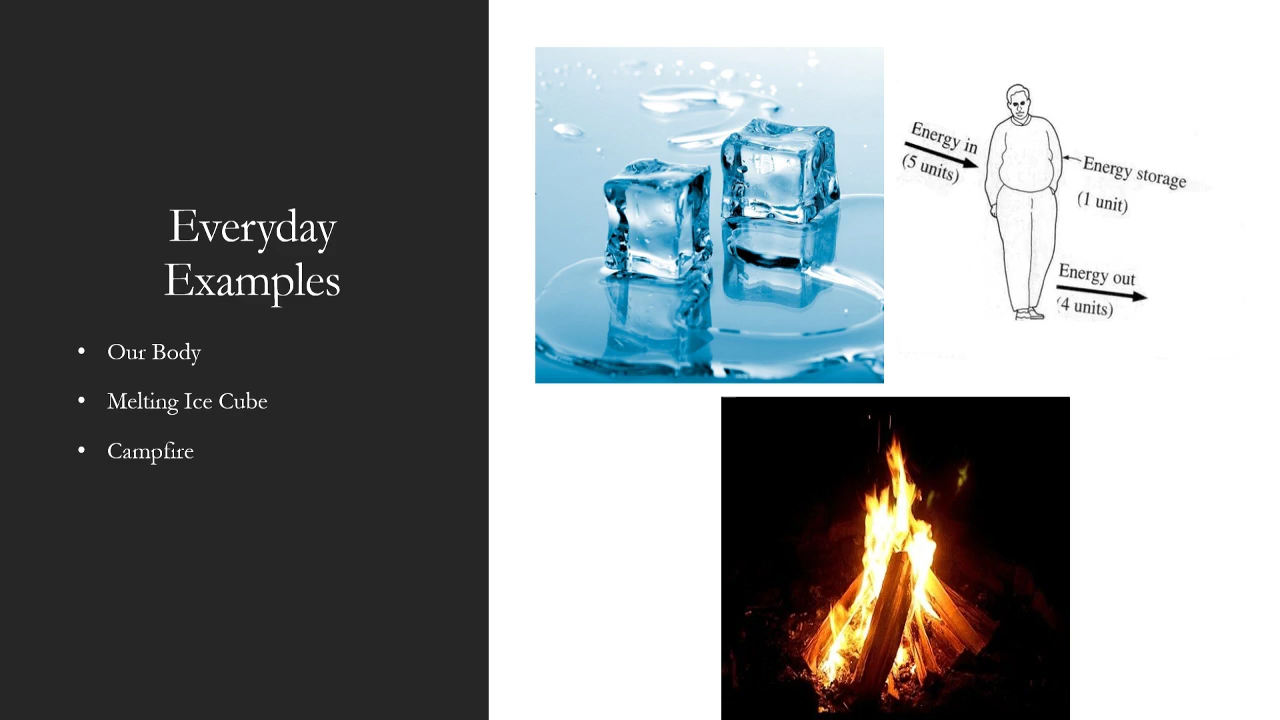 Everyday
Examples
• Our Body
• Melting Ice Cube
• Campfire
Energy in
(5 units)
Energy storage
(1 unit)
Energy out
(4 units)